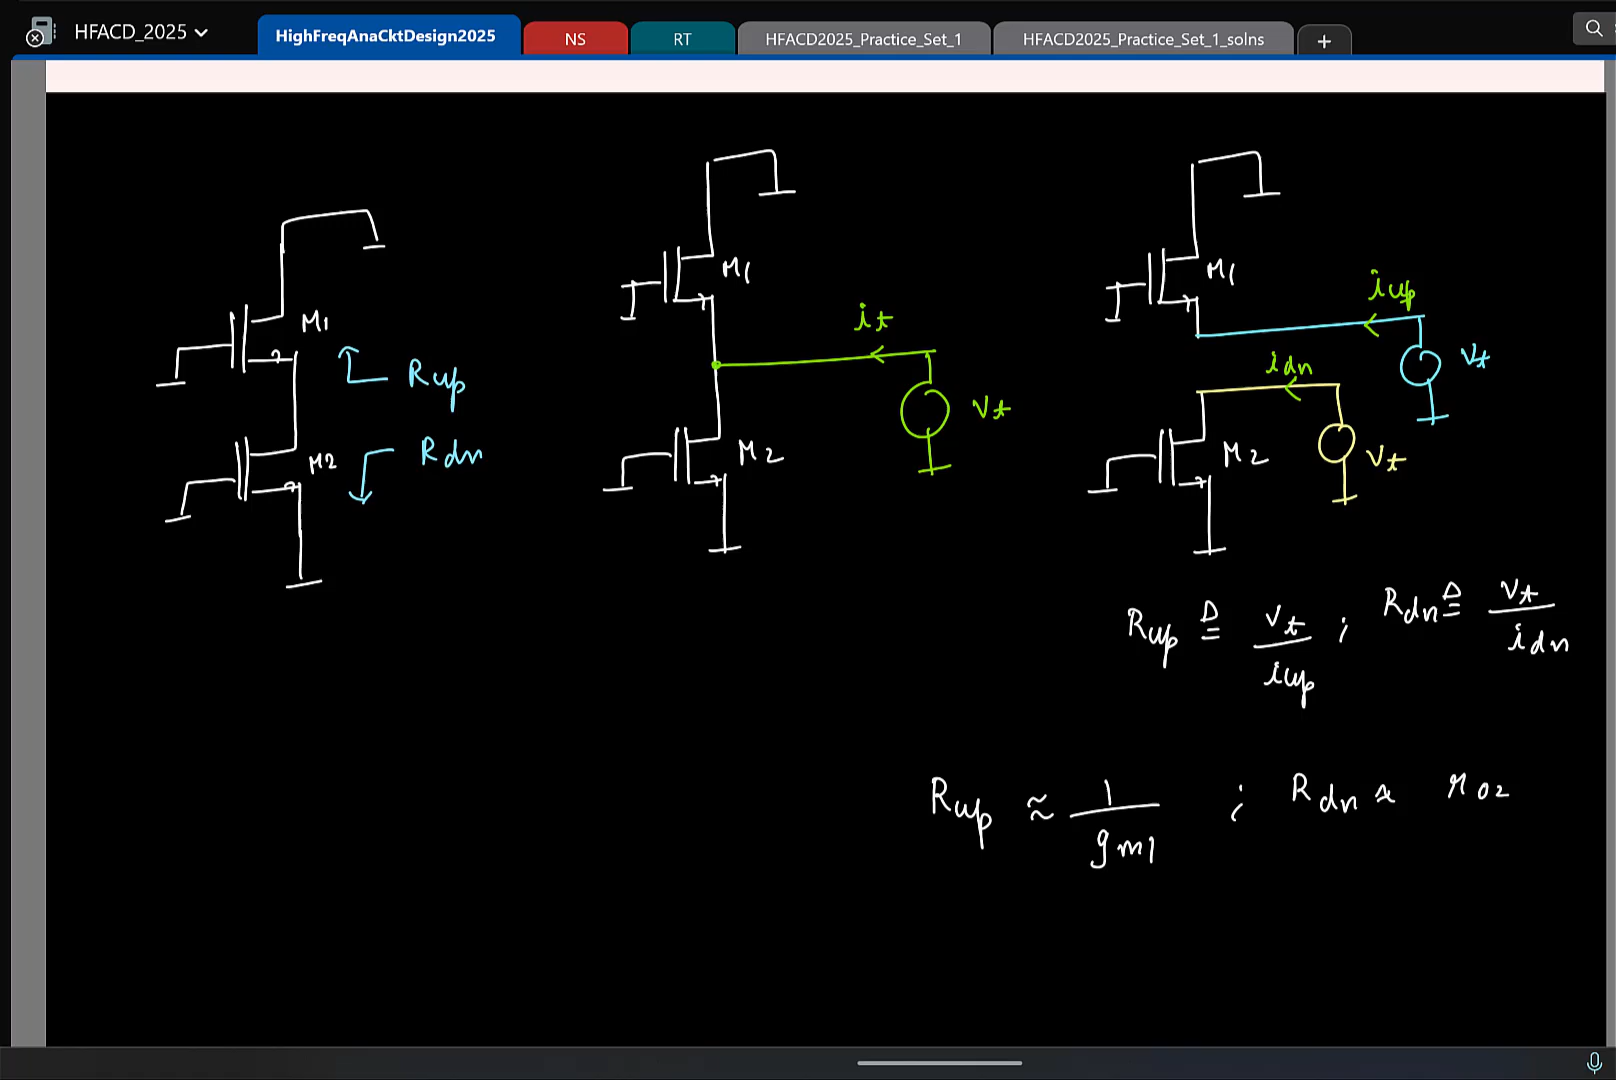 HFACD_2025
HighFreqAnaCktDesign2025
NS
RT
HFACD2025_Practice_Set_1
HFACD2025_Practice_Set_1_solns
+
M1
Rup
M2
Rdn
M1
it
vt
M2
M1
iup
vt
idn
M2
vt
Rup ≜ vt / iup ; Rdn ≜ vt / idn
Rup ≈ 1 / gm1 ; Rdn ≈ ro2